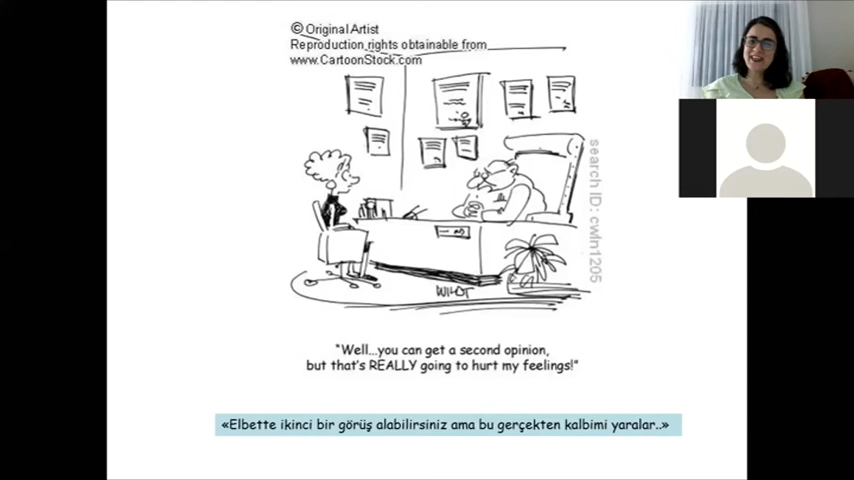 © Original Artist
Reproduction rights obtainable from
www.CartoonStock.com
search ID: cwln1205
WILDT
"Well...you can get a second opinion,
but that's REALLY going to hurt my feelings!"
«Elbette ikinci bir görüş alabilirsiniz ama bu gerçekten kalbimi yaralar..»